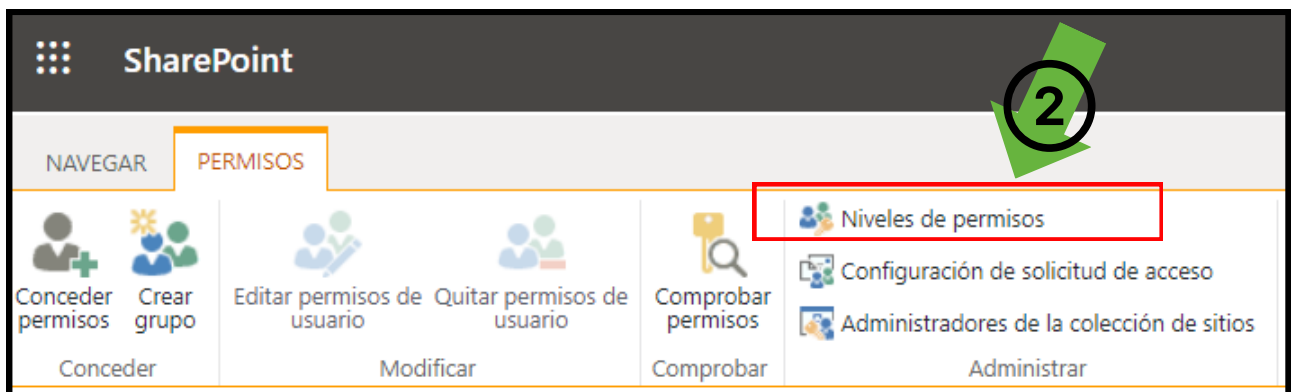 SharePoint
2
NAVEGAR PERMISOS
Niveles de permisos
Configuración de solicitud de acceso
Administradores de la colección de sitios
Conceder
permisos
Crear
grupo
Editar permisos de
usuario
Quitar permisos de
usuario
Comprobar
permisos
Conceder Modificar Comprobar Administrar